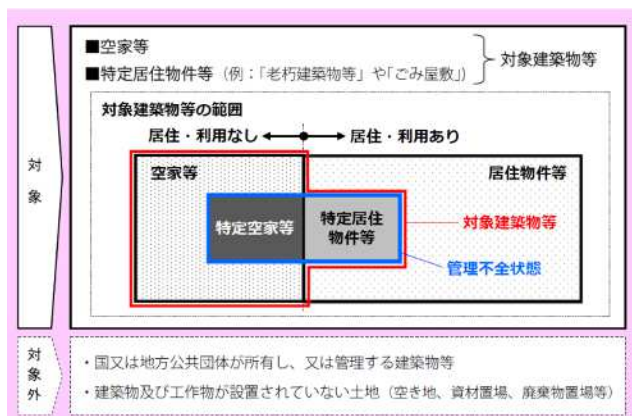 対象
■空家等
■特定居住物件等（例：「老朽建築物等」や「ごみ屋敷」）
対象建築物等
対象建築物等の範囲
居住・利用なし
居住・利用あり
空家等
居住物件等
特定空家等
特定居住
物件等
対象建築物等
管理不全状態
対象外
・国又は地方公共団体が所有し、又は管理する建築物等
・建築物及び工作物が設置されていない土地（空き地、資材置場、廃棄物置場等）